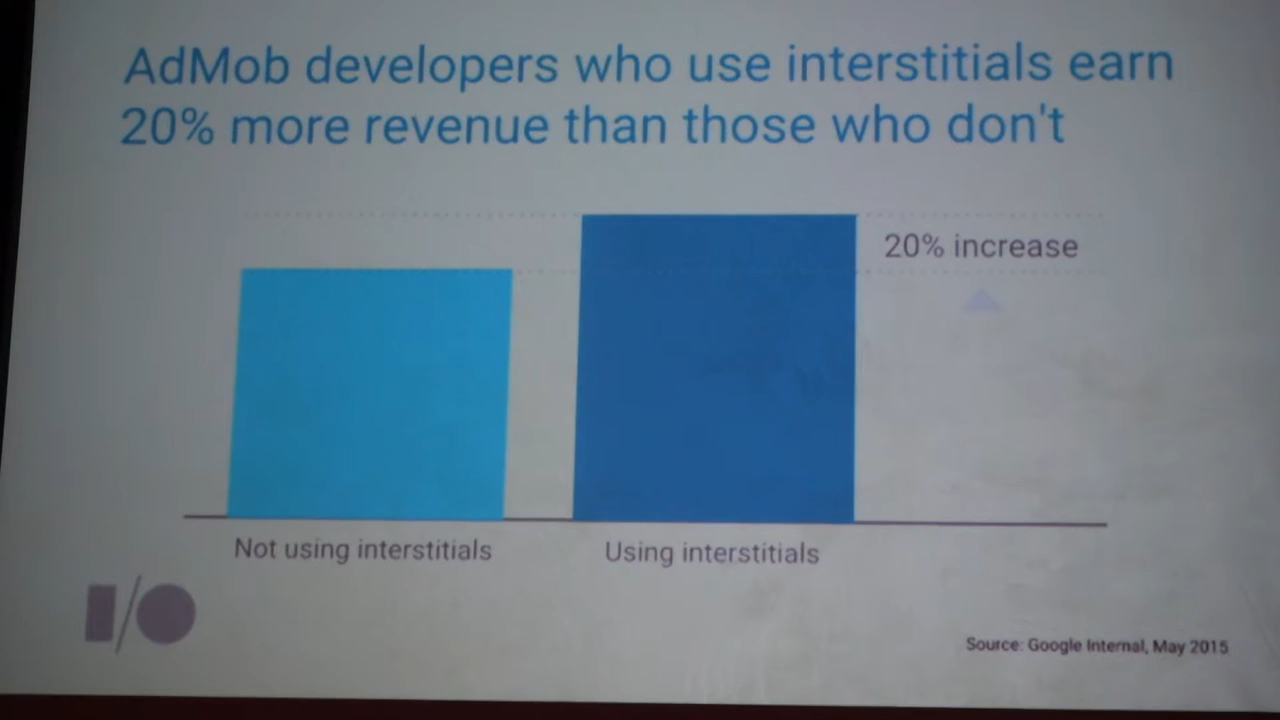 AdMob developers who use interstitials earn
20% more revenue than those who don't
20% increase
Not using interstitials
Using interstitials
I/O
Source: Google Internal, May 2015